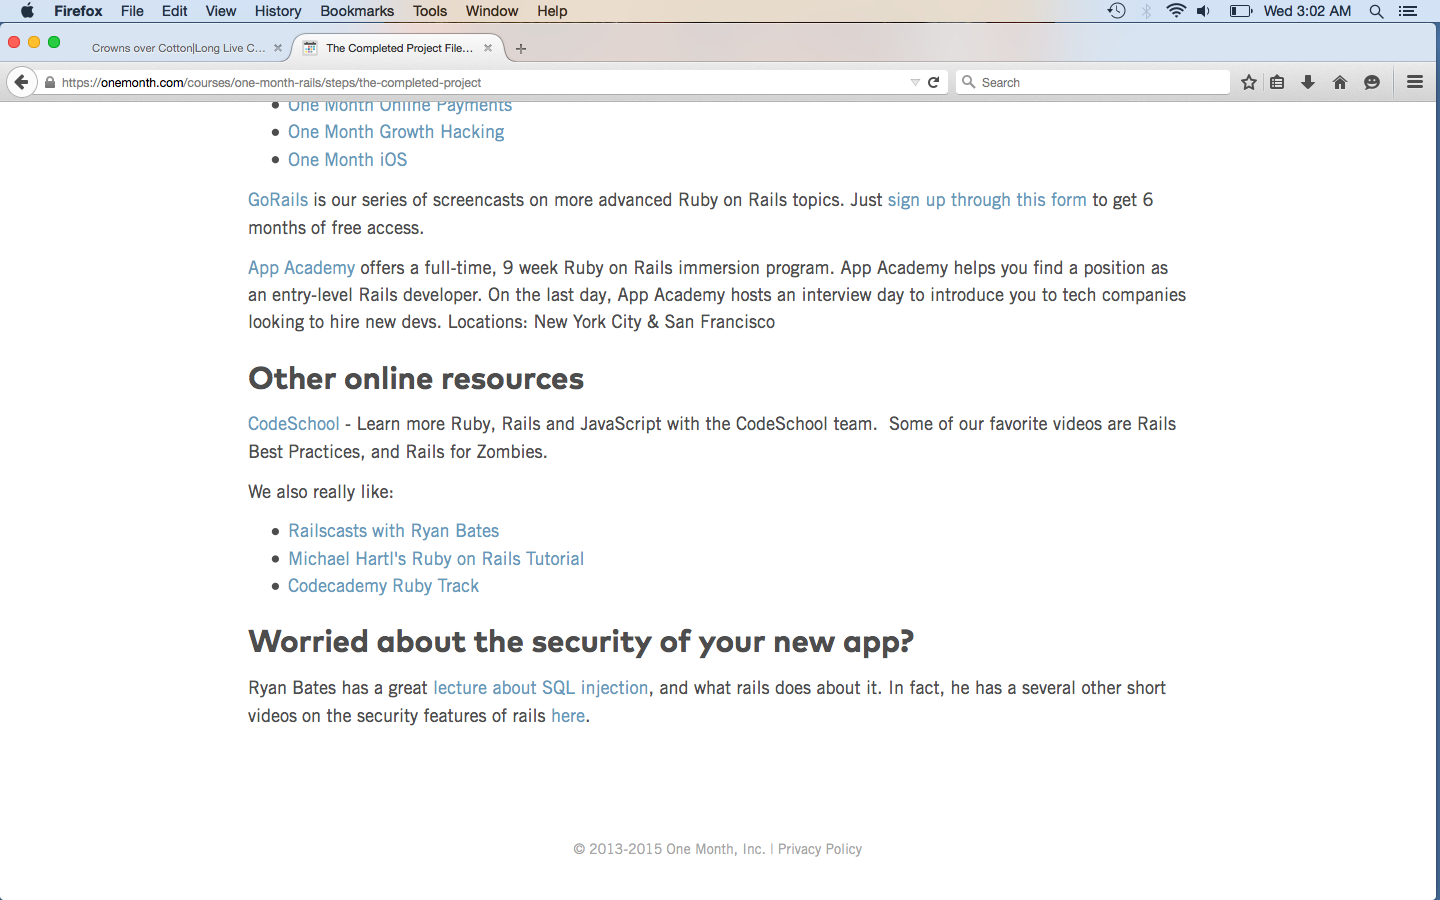 Firefox File Edit View History Bookmarks Tools Window Help Wed 3:02 AM
Crowns over Cotton|Long Live C... The Completed Project File...
https://onemonth.com/courses/one-month-rails/steps/the-completed-project Search
One Month Online Payments
One Month Growth Hacking
One Month iOS
GoRails is our series of screencasts on more advanced Ruby on Rails topics. Just sign up through this form to get 6
months of free access.
App Academy offers a full-time, 9 week Ruby on Rails immersion program. App Academy helps you find a position as
an entry-level Rails developer. On the last day, App Academy hosts an interview day to introduce you to tech companies
looking to hire new devs. Locations: New York City & San Francisco
Other online resources
CodeSchool - Learn more Ruby, Rails and JavaScript with the CodeSchool team. Some of our favorite videos are Rails
Best Practices, and Rails for Zombies.
We also really like:
Railscasts with Ryan Bates
Michael Hartl's Ruby on Rails Tutorial
Codecademy Ruby Track
Worried about the security of your new app?
Ryan Bates has a great lecture about SQL injection, and what rails does about it. In fact, he has a several other short
videos on the security features of rails here.
© 2013-2015 One Month, Inc. | Privacy Policy